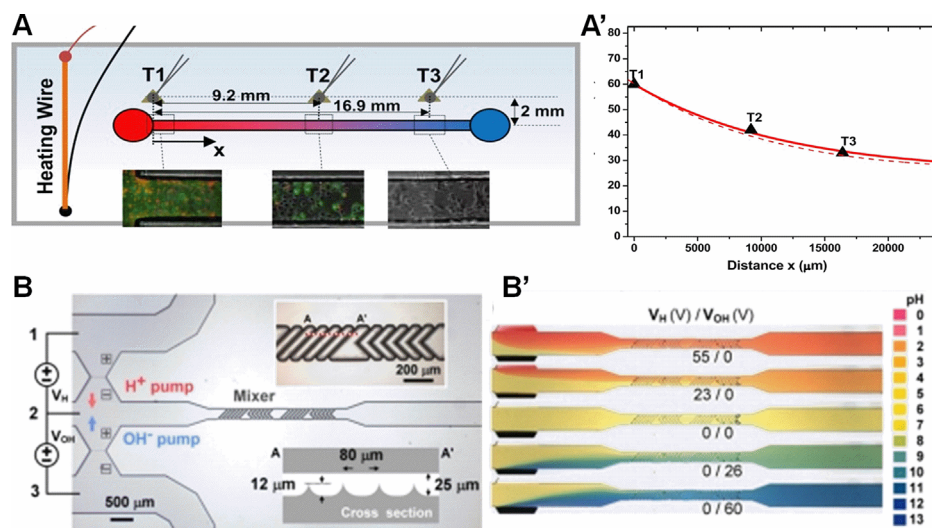 A
Heating Wire
T1
T2
T3
9.2 mm
16.9 mm
2 mm
x
A'
80
70
60
50
40
30
20
10
0
T1
T2
T3
0
5000
10000
15000
20000
Distance x (μm)
B
1
2
3
VH
VOH
H+ pump
OH- pump
Mixer
500 μm
A
A'
200 μm
A
80 μm
A'
12 μm
25 μm
Cross section
B'
VH (V) / VOH (V)
55 / 0
23 / 0
0 / 0
0 / 26
0 / 60
pH
0
1
2
3
4
5
6
7
8
9
10
11
12
13